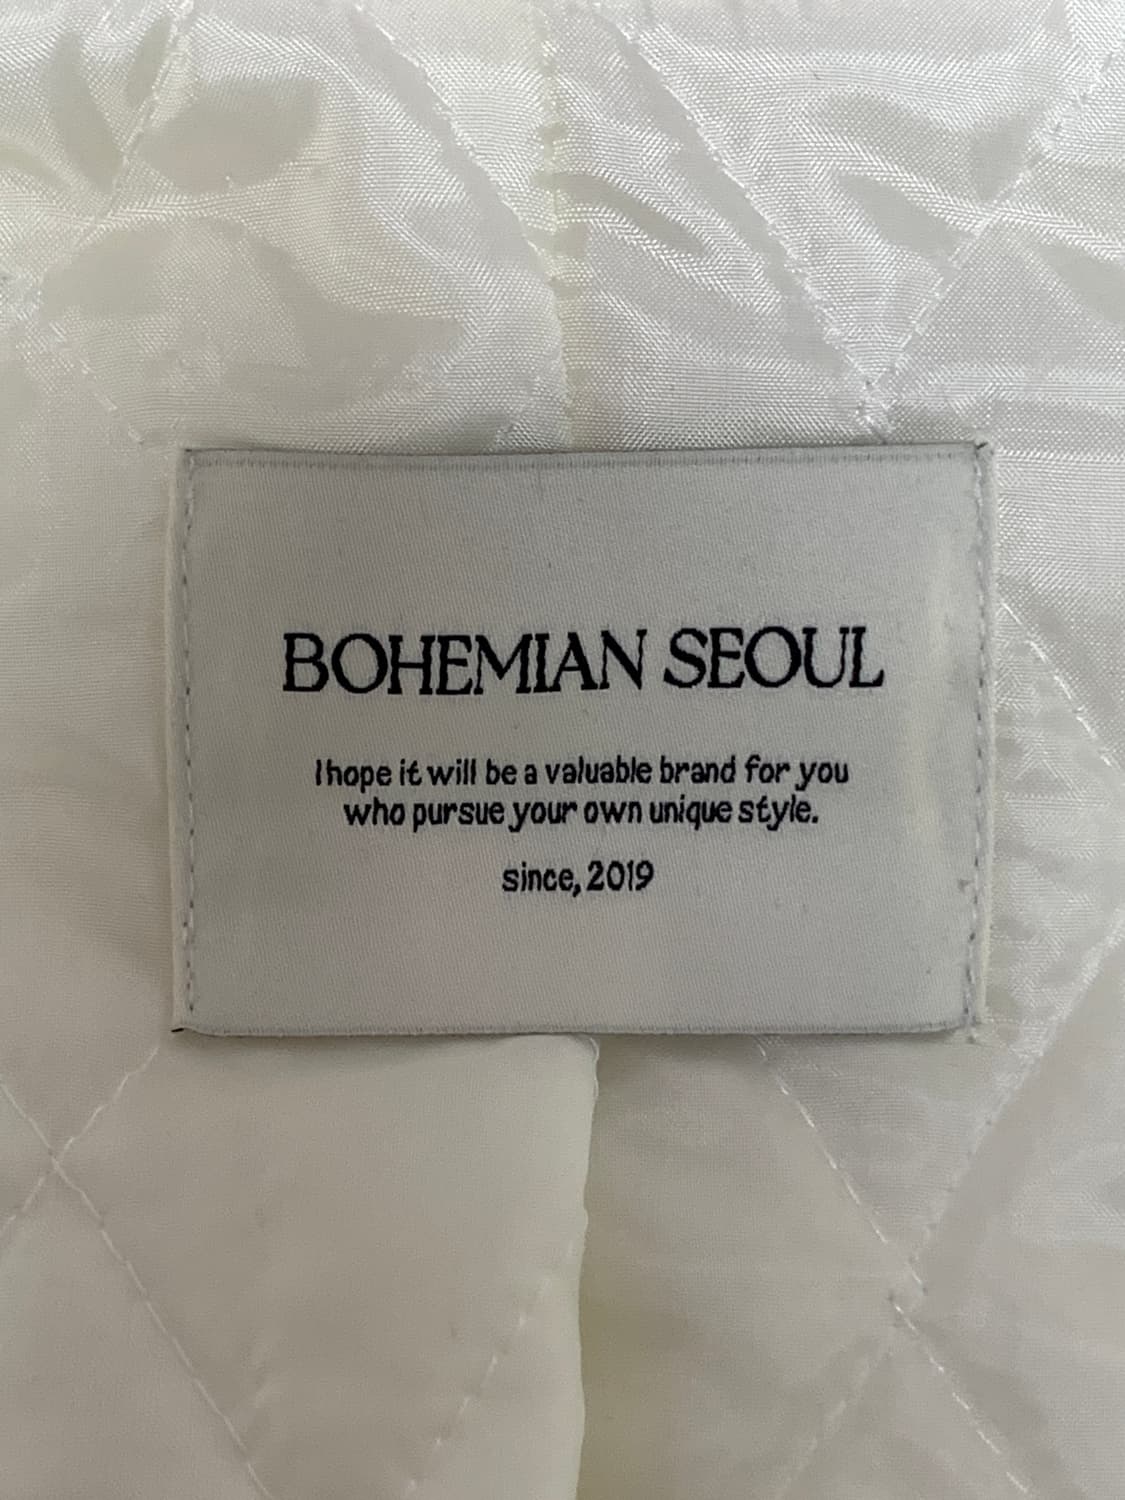 BOHEMIAN SEOUL
I hope it will be a valuable brand for you
who pursue your own unique style.
since, 2019